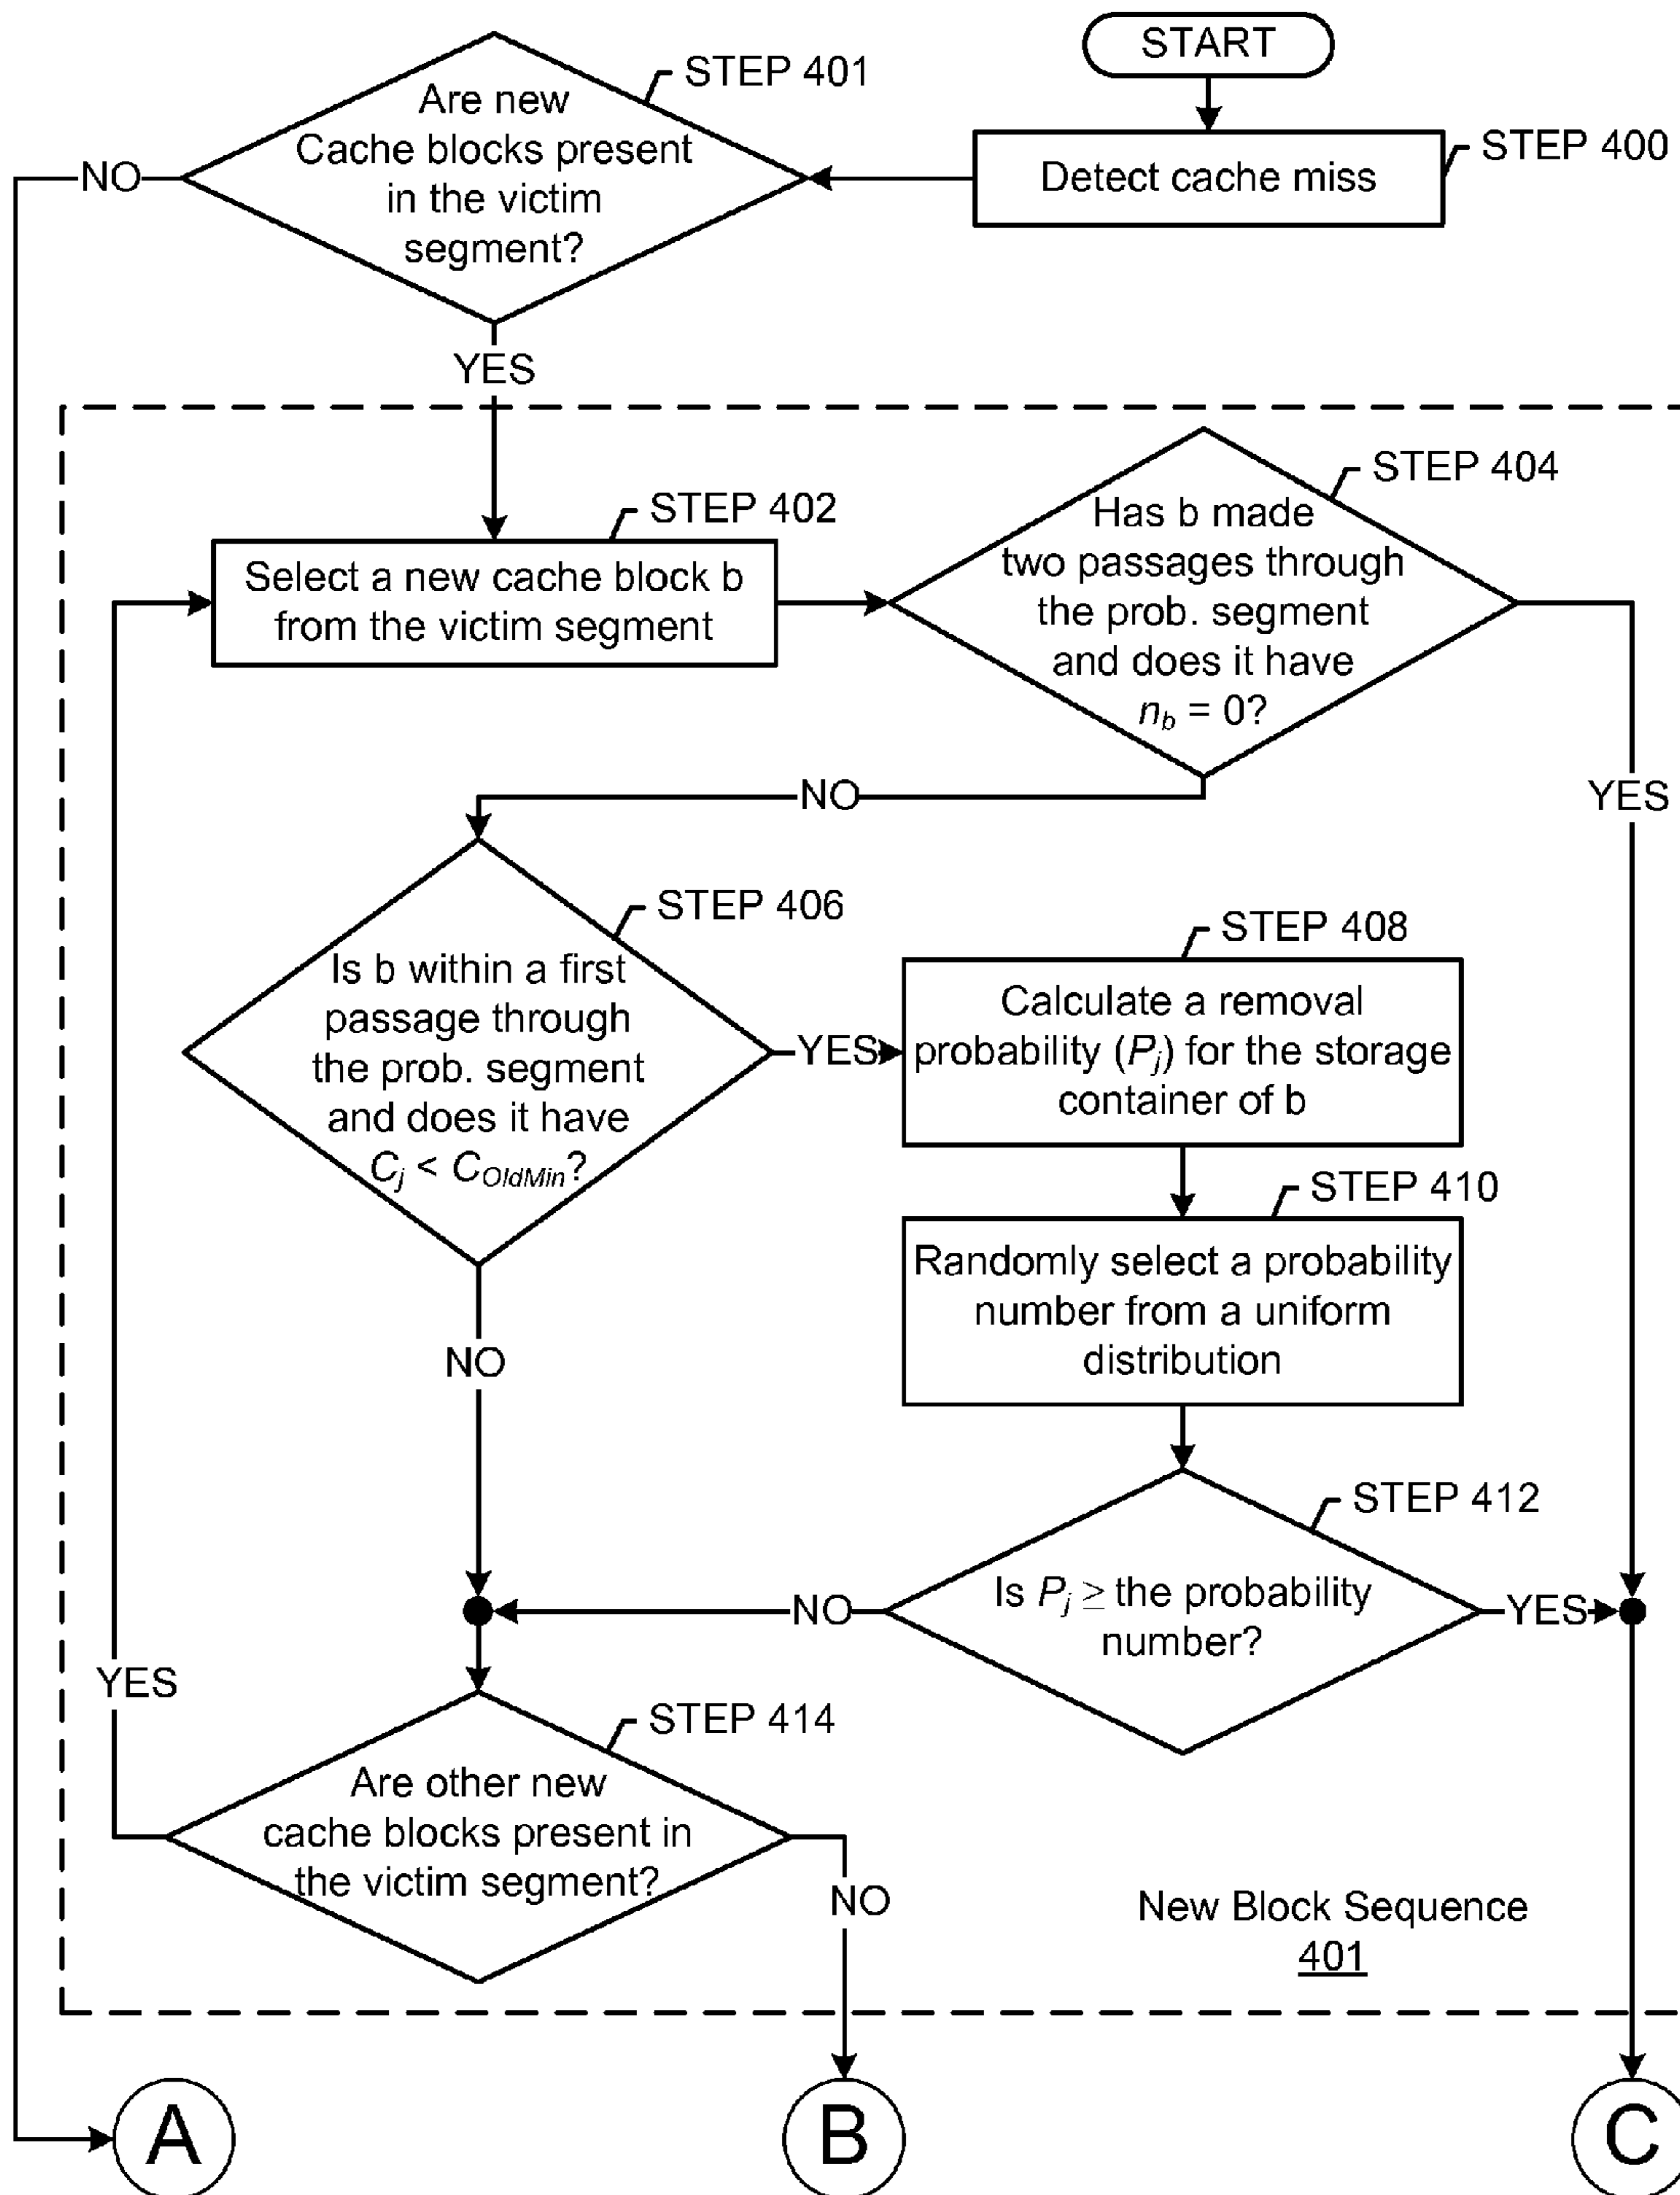 START
STEP 400
Detect cache miss
STEP 401
Are new
Cache blocks present
in the victim
segment?
NO
YES
STEP 402
Select a new cache block b
from the victim segment
STEP 404
Has b made
two passages through
the prob. segment
and does it have
n_b = 0?
NO
YES
STEP 406
Is b within a first
passage through
the prob. segment
and does it have
C_j < C_OldMin?
YES
NO
STEP 408
Calculate a removal
probability (P_j) for the storage
container of b
STEP 410
Randomly select a probability
number from a uniform
distribution
STEP 412
Is P_j ≥ the probability
number?
NO
YES
STEP 414
Are other new
cache blocks present in
the victim segment?
YES
NO
New Block Sequence
401
A
B
C